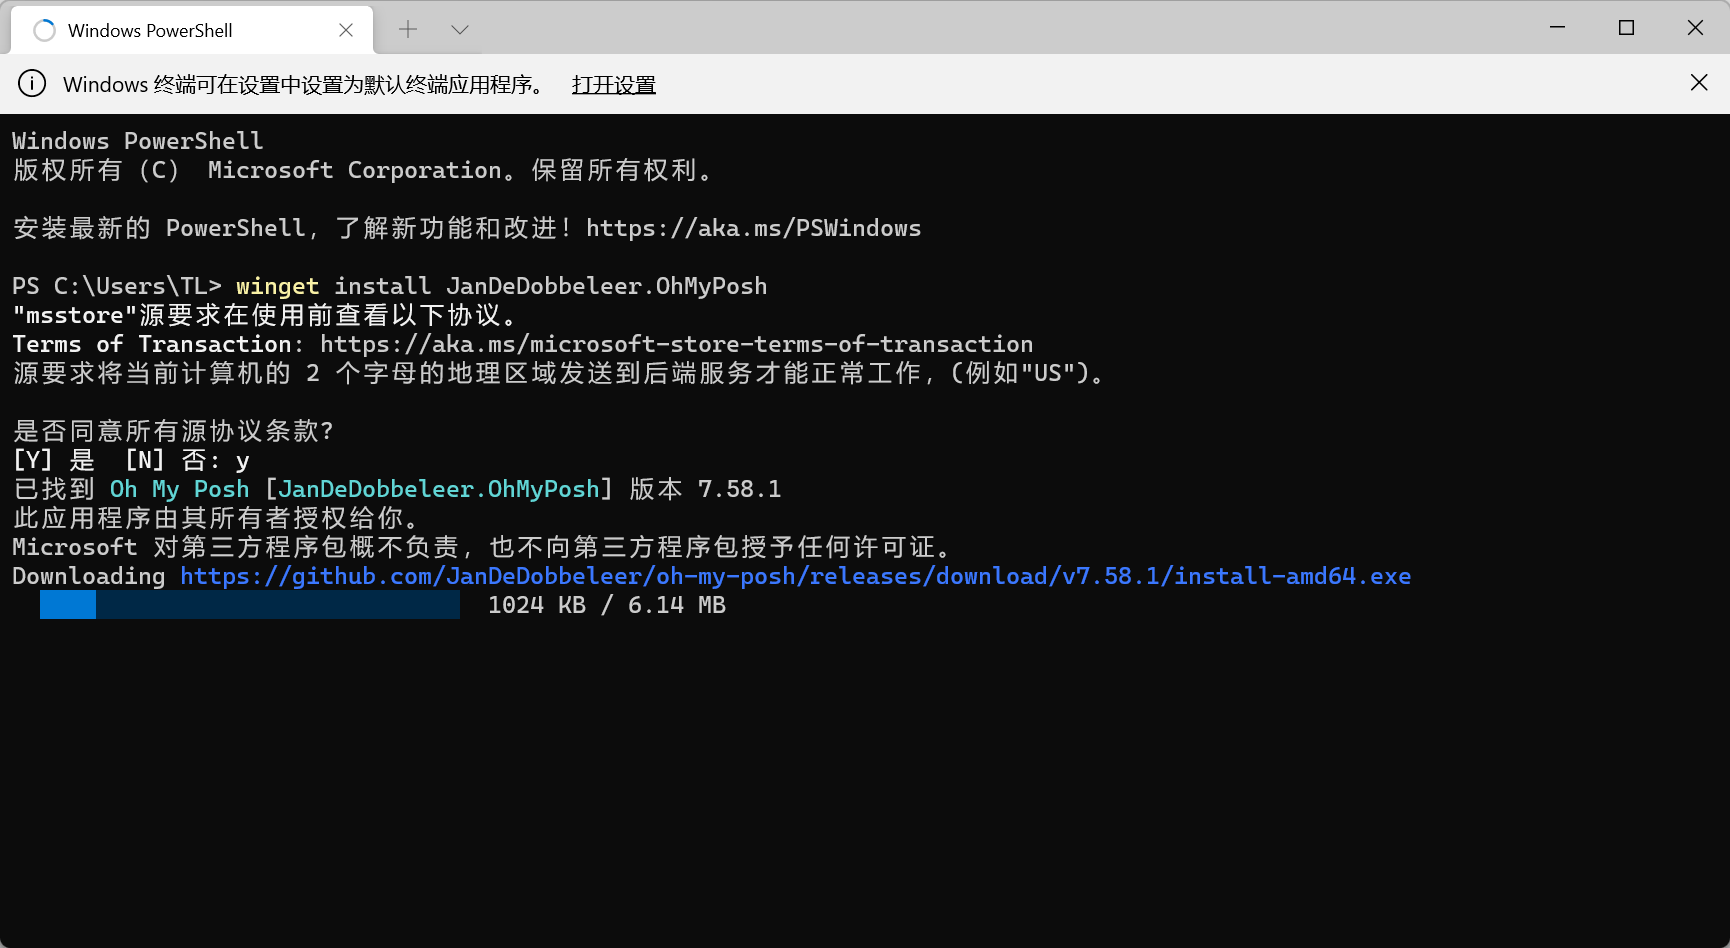 Windows PowerShell
Windows 终端可在设置中设置为默认终端应用程序。 打开设置
Windows PowerShell
版权所有 (C) Microsoft Corporation。保留所有权利。
安装最新的 PowerShell，了解新功能和改进！https://aka.ms/PSWindows
PS C:\Users\TL> winget install JanDeDobbeleer.OhMyPosh
"msstore"源要求在使用前查看以下协议。
Terms of Transaction: https://aka.ms/microsoft-store-terms-of-transaction
源要求将当前计算机的 2 个字母的地理区域发送到后端服务才能正常工作，(例如"US")。
是否同意所有源协议条款?
[Y] 是  [N] 否: y
已找到 Oh My Posh [JanDeDobbeleer.OhMyPosh] 版本 7.58.1
此应用程序由其所有者授权给你。
Microsoft 对第三方程序包概不负责，也不向第三方程序包授予任何许可证。
Downloading https://github.com/JanDeDobbeleer/oh-my-posh/releases/download/v7.58.1/install-amd64.exe
1024 KB / 6.14 MB